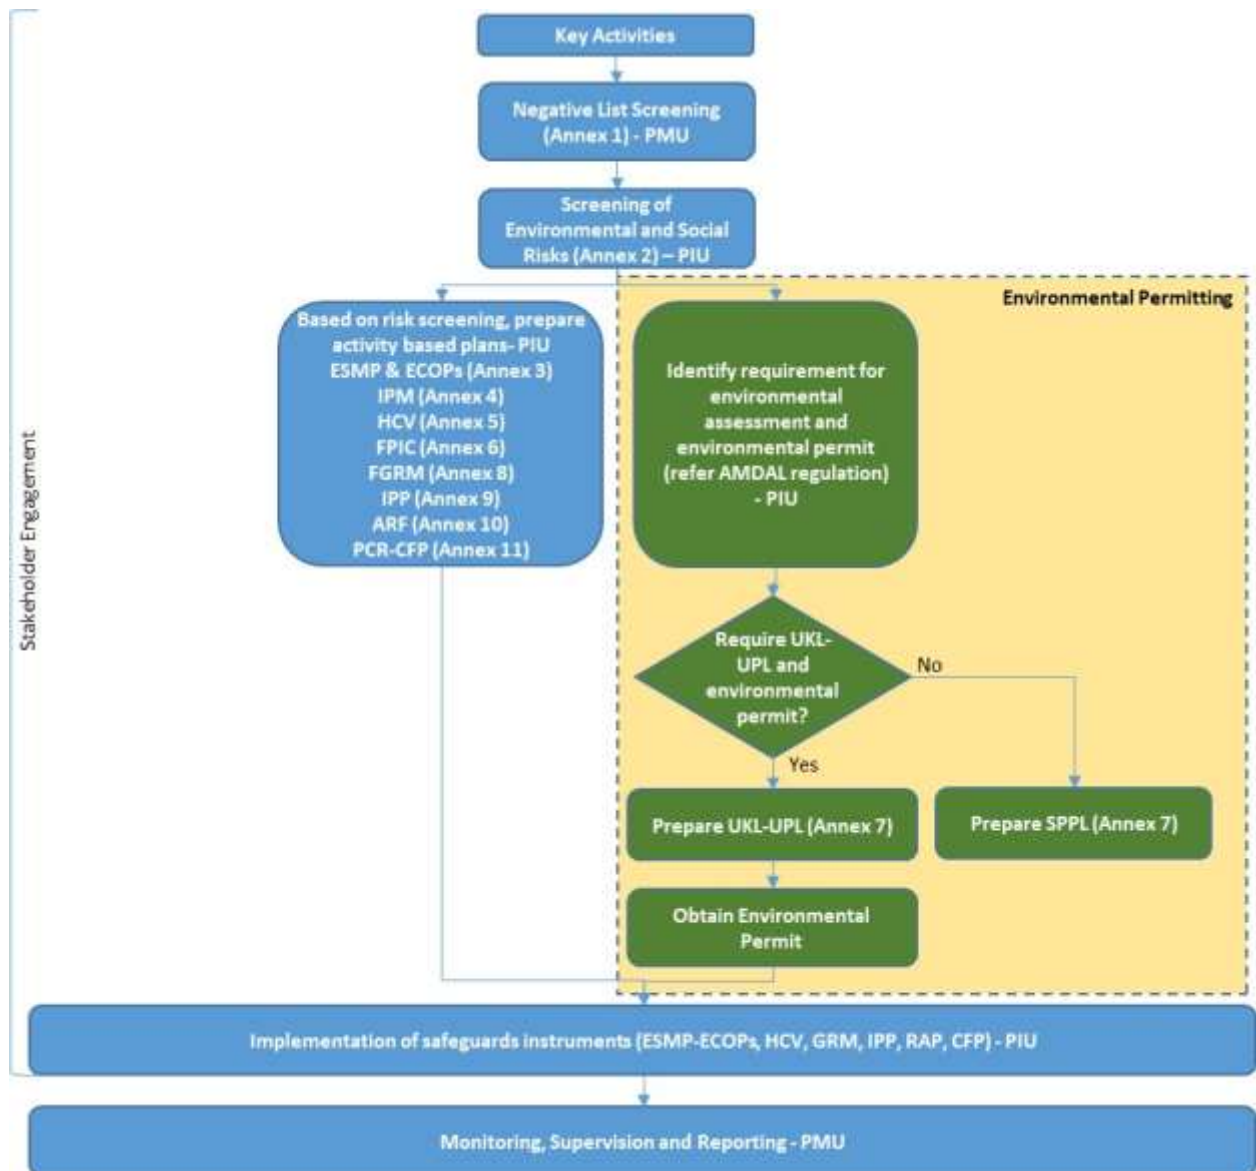 Key Activities
Negative List Screening
(Annex 1) - PMU
Screening of
Environmental and Social
Risks (Annex 2) – PIU
Environmental Permitting
Based on risk screening, prepare
activity based plans- PIU
ESMP & ECOPs (Annex 3)
IPM (Annex 4)
HCV (Annex 5)
FPIC (Annex 6)
FGRM (Annex 8)
IPP (Annex 9)
ARF (Annex 10)
PCR-CFP (Annex 11)
Identify requirement for
environmental
assessment and
environmental permit
(refer AMDAL regulation)
- PIU
Stakeholder Engagement
Require UKL-
UPL and
environmental
permit?
No
Yes
Prepare UKL-UPL (Annex 7)
Prepare SPPL (Annex 7)
Obtain Environmental
Permit
Implementation of safeguards instruments (ESMP-ECOPs, HCV, GRM, IPP, RAP, CFP) - PIU
Monitoring, Supervision and Reporting - PMU